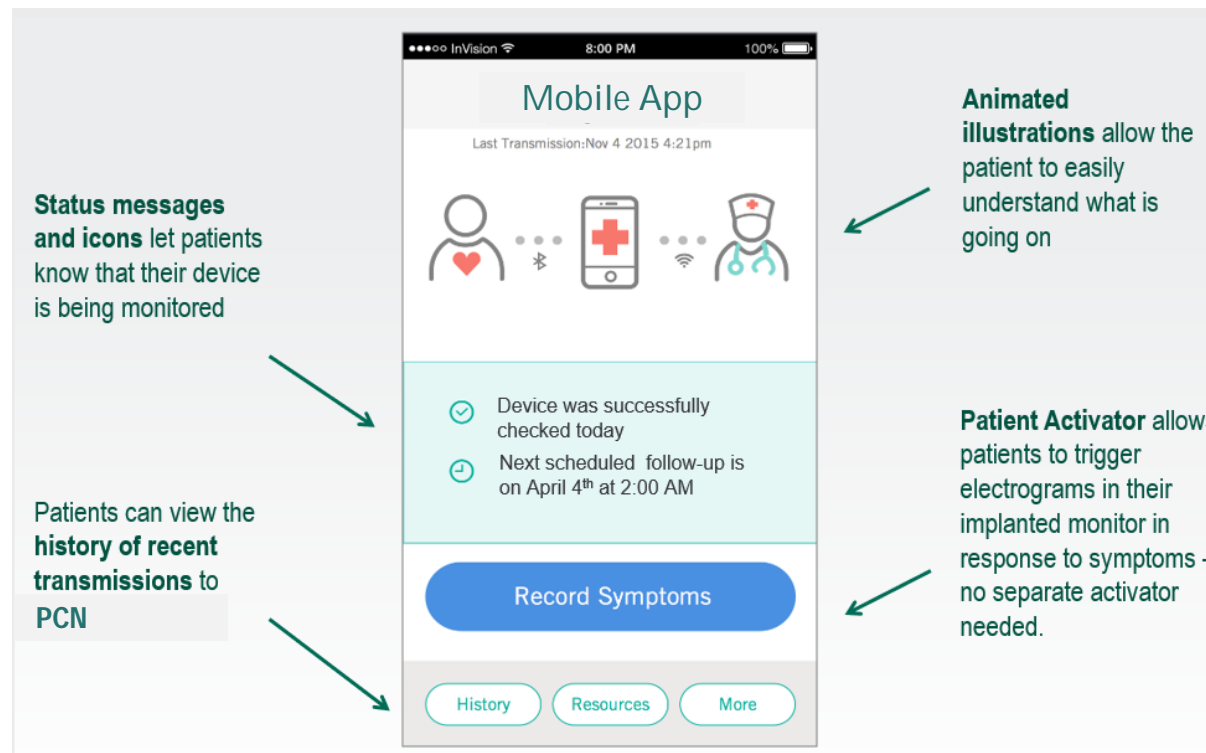 InVision
8:00 PM
100%
Mobile App
Last Transmission:Nov 4 2015 4:21pm
Status messages
and icons let patients
know that their device
is being monitored
Animated
illustrations allow the
patient to easily
understand what is
going on
Device was successfully
checked today
Next scheduled follow-up is
on April 4th at 2:00 AM
Patients can view the
history of recent
transmissions to
PCN
Patient Activator allows
patients to trigger
electrograms in their
implanted monitor in
response to symptoms -
no separate activator
needed.
Record Symptoms
History
Resources
More